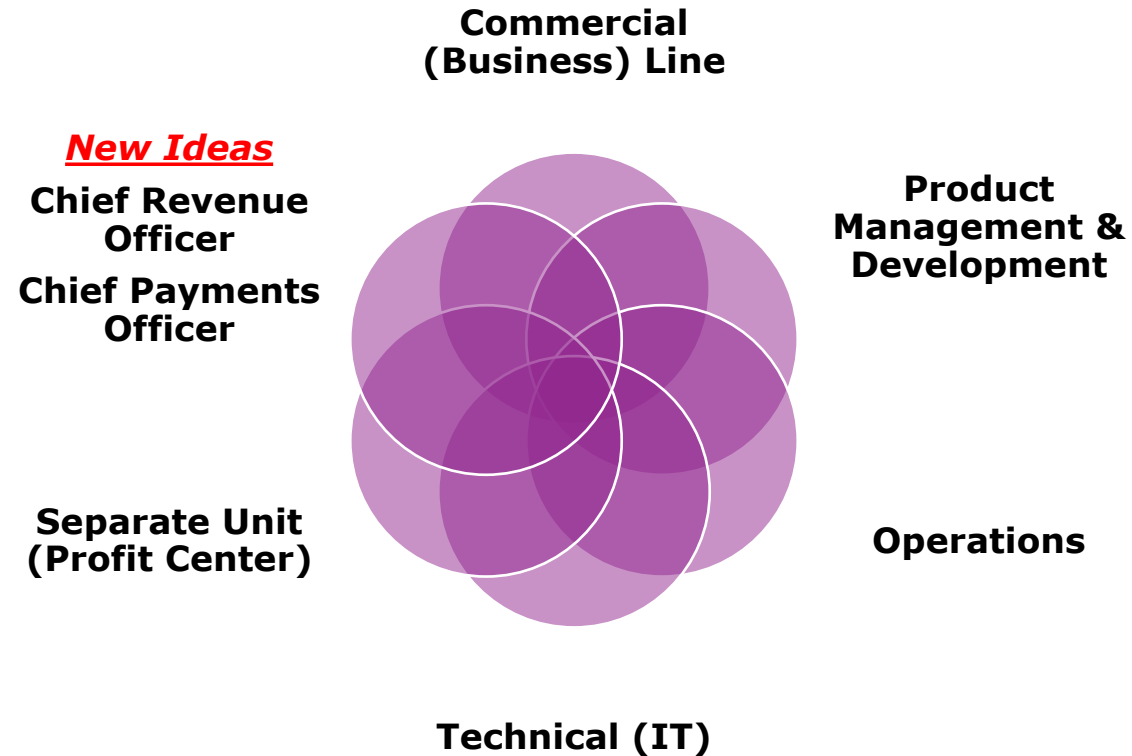 Commercial
(Business) Line
New Ideas
Chief Revenue
Officer
Chief Payments
Officer
Product
Management &
Development
Separate Unit
(Profit Center)
Operations
Technical (IT)